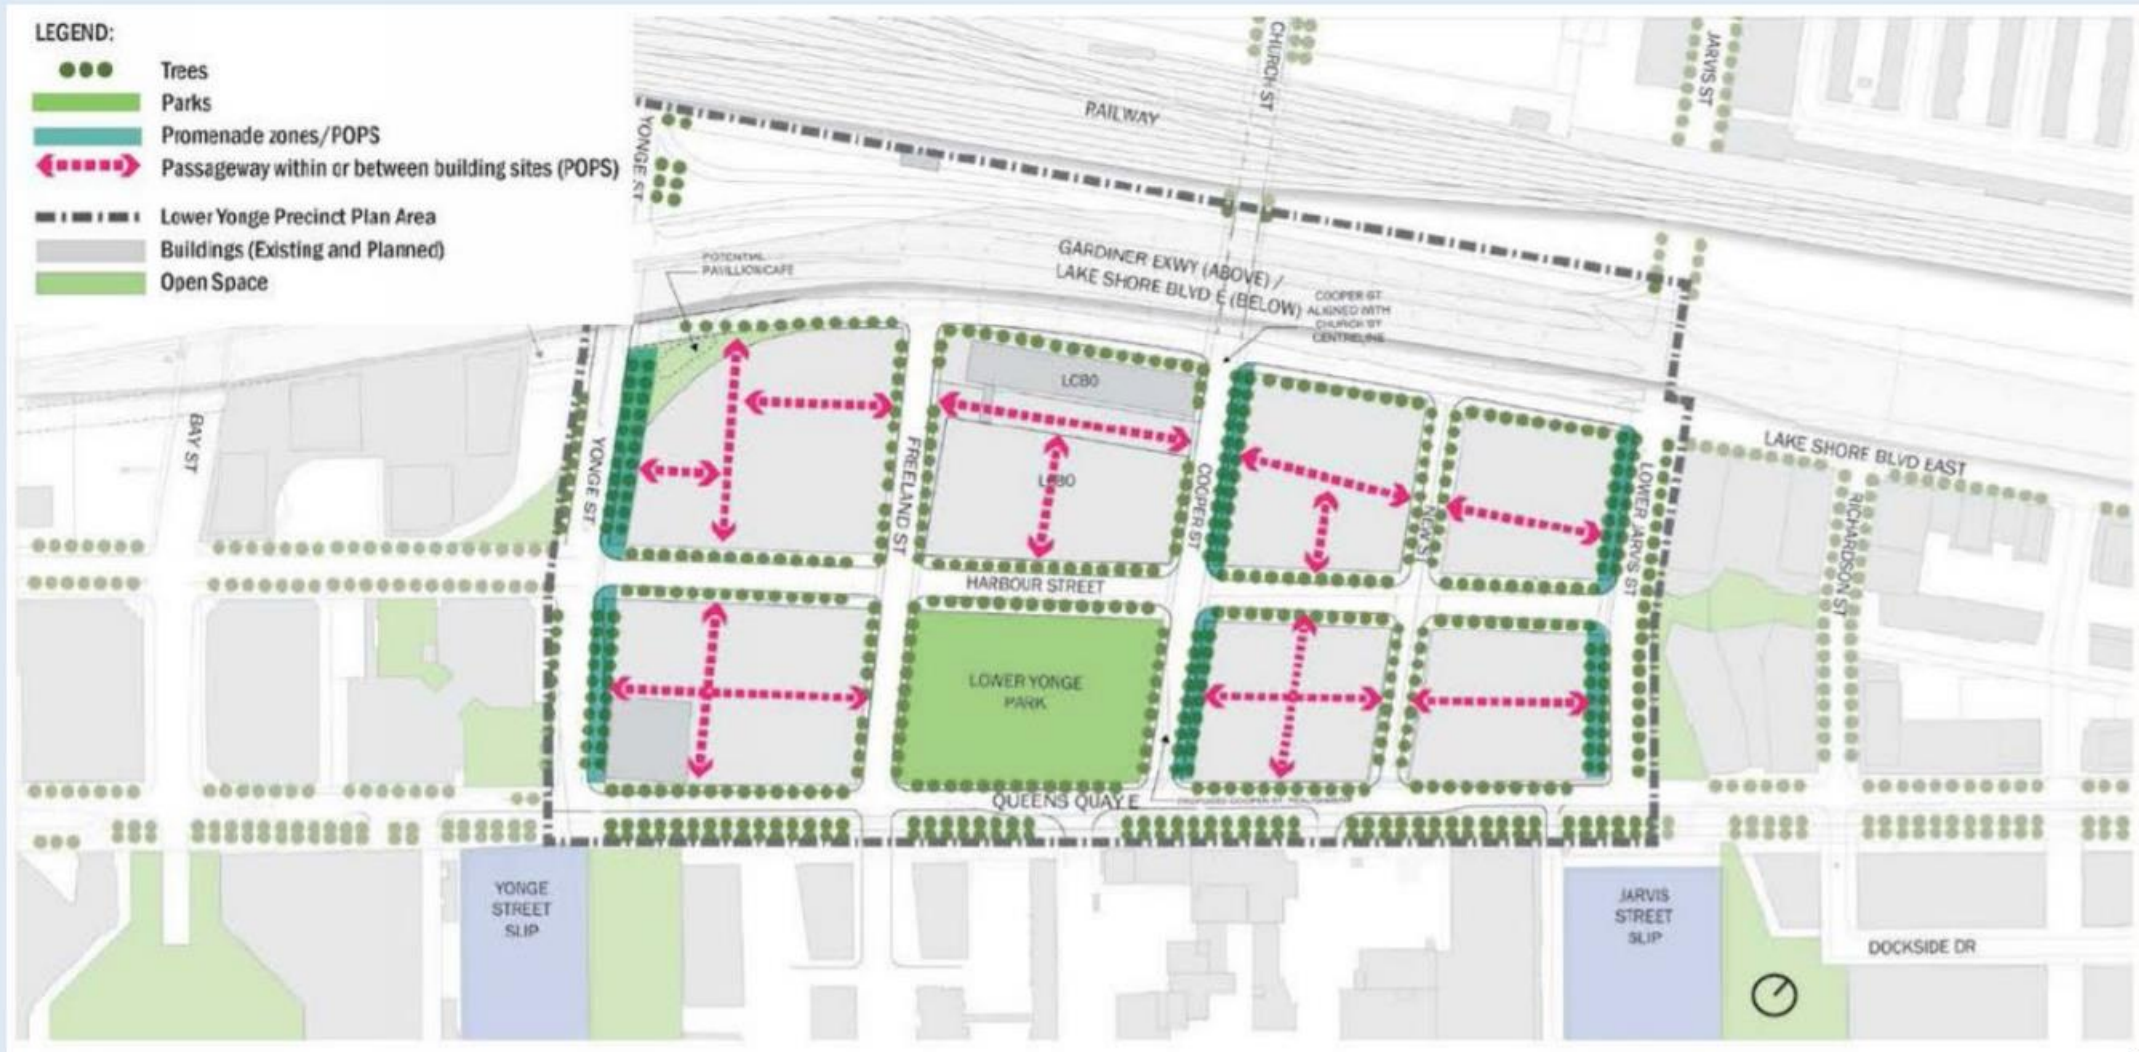 LEGEND:
Trees
Parks
Promenade zones/POPS
Passageway within or between building sites (POPS)
Lower Yonge Precinct Plan Area
Buildings (Existing and Planned)
Open Space
YONGE ST.
CHURCH ST
JARVIS ST
RAILWAY
POTENTIAL
PAVILLION/CAFE
GARDINER EXWY (ABOVE) /
LAKE SHORE BLVD E (BELOW)
COOPER ST
ALIGNED WITH
CHURCH ST
CENTRELINE
BAY ST
YONGE ST.
FREELAND ST
LCBO
LCBO
COOPER ST
NEW ST
LOWER JARVIS ST
LAKE SHORE BLVD EAST
RICHARDSON ST
HARBOUR STREET
LOWER YONGE
PARK
QUEENS QUAY E
PROPOSED COOPER ST.
YONGE
STREET
SLIP
JARVIS
STREET
SLIP
DOCKSIDE DR